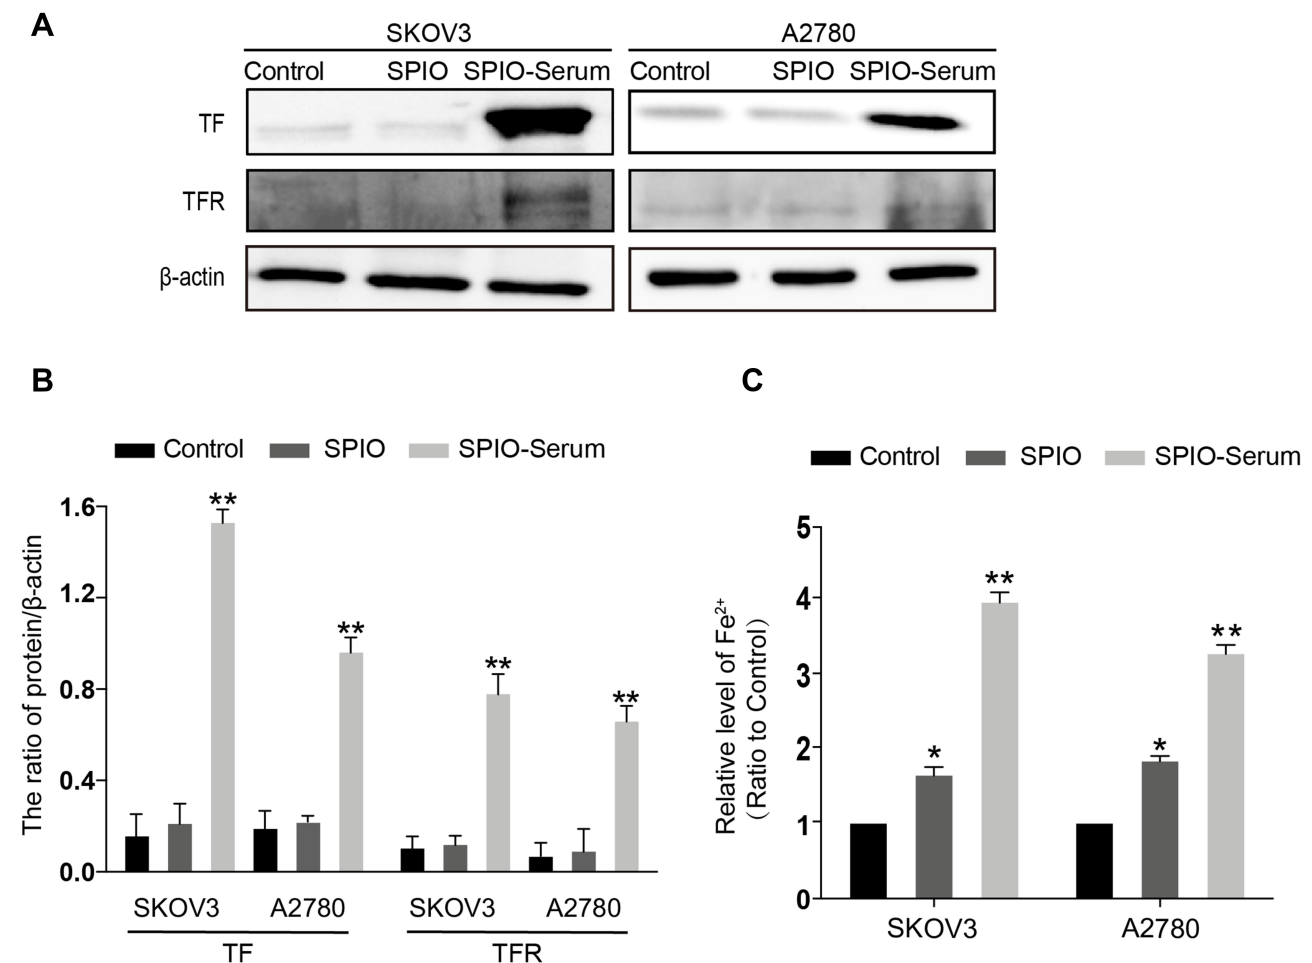 A
SKOV3 A2780
Control SPIO SPIO-Serum Control SPIO SPIO-Serum
TF
TFR
β-actin
B
Control SPIO SPIO-Serum
The ratio of protein/β-actin
1.6
1.2
0.8
0.4
0.0
** ** ** **
SKOV3 A2780 SKOV3 A2780
TF TFR
C
Control SPIO SPIO-Serum
Relative level of Fe²⁺
(Ratio to Control)
5
4
3
2
1
0
* ** * **
SKOV3 A2780